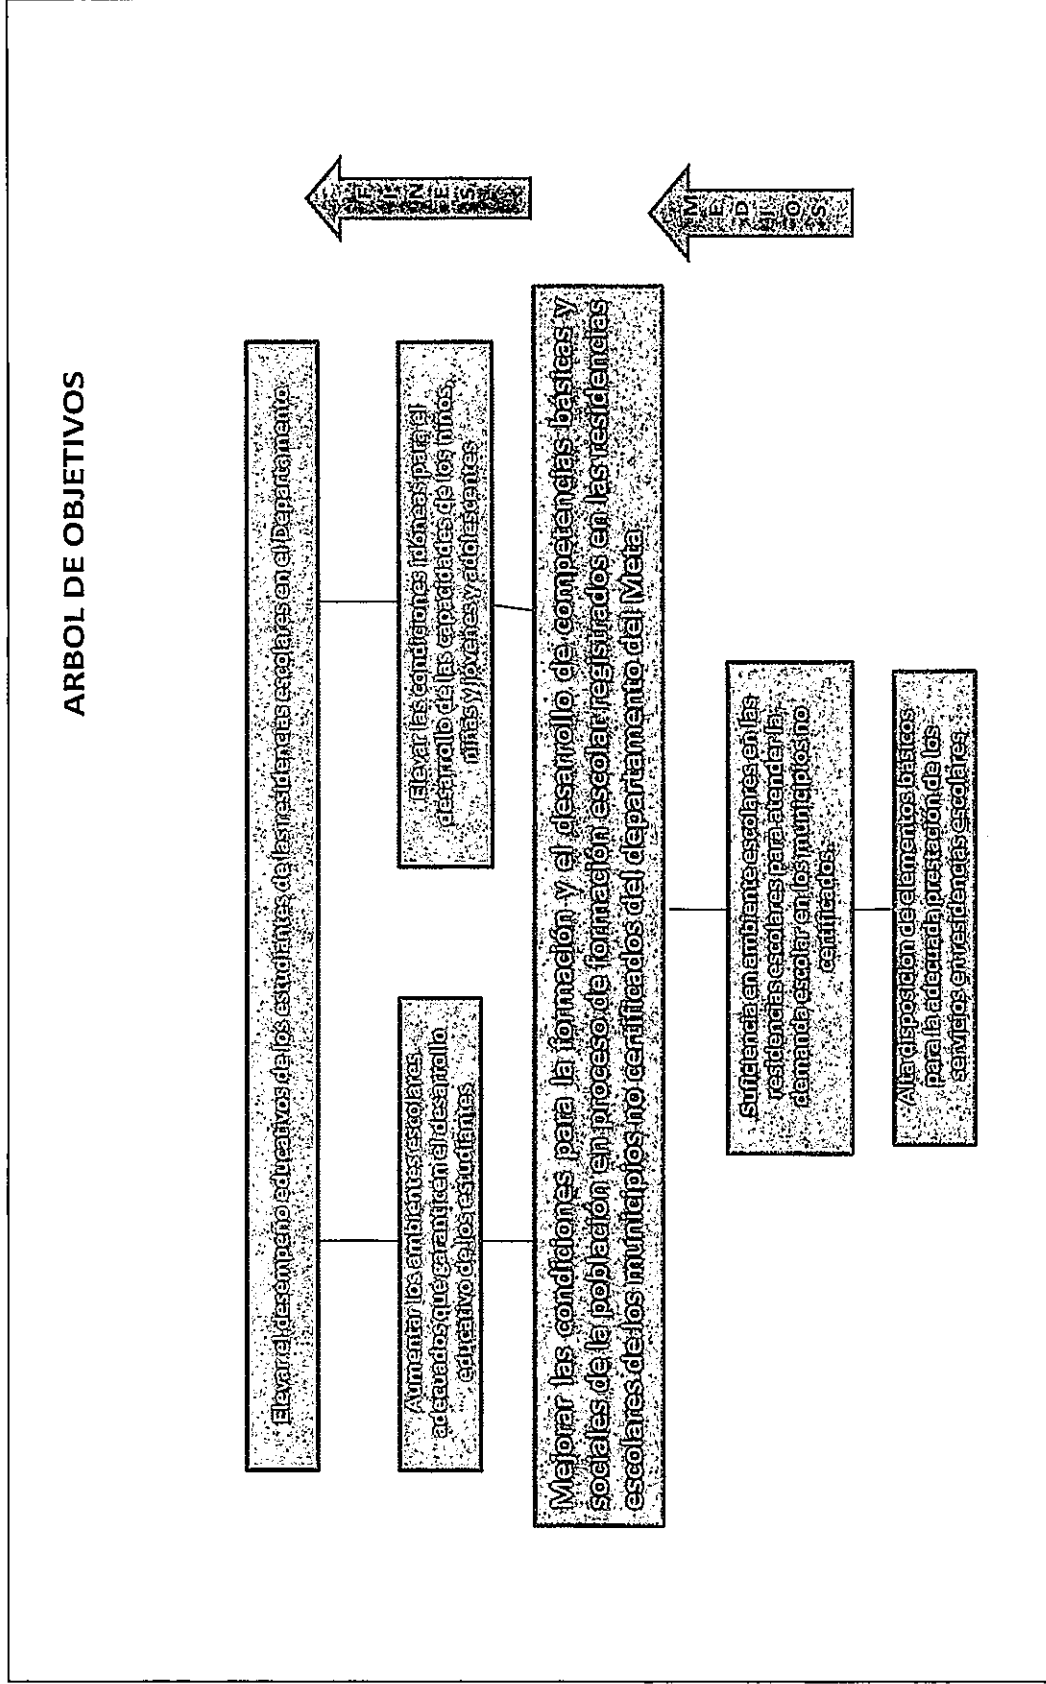 ARBOL DE OBJETIVOS
Elevar el desempeño educativos de los estudiantes de las residencias escolares en el Departamento
Aumentar los ambientes escolares
adecuados que garanticen el desarrollo
educativo de los estudiantes
Elevar las condiciones idóneas para el
desarrollo de las capacidades de los niños,
niñas y jóvenes y adolescentes
FINES
Mejorar las condiciones para la formación y el desarrollo de competencias básicas y
sociales de la población en proceso de formación escolar registrados en las residencias
escolares de los municipios no certificados del departamento del Meta
MEDIOS
Suficiencia en ambiente escolares en las
residencias escolares para atender la
demanda escolar en los municipios no
certificados.
Alta disposición de elementos básicos
para la adecuada prestación de los
servicios en residencias escolares